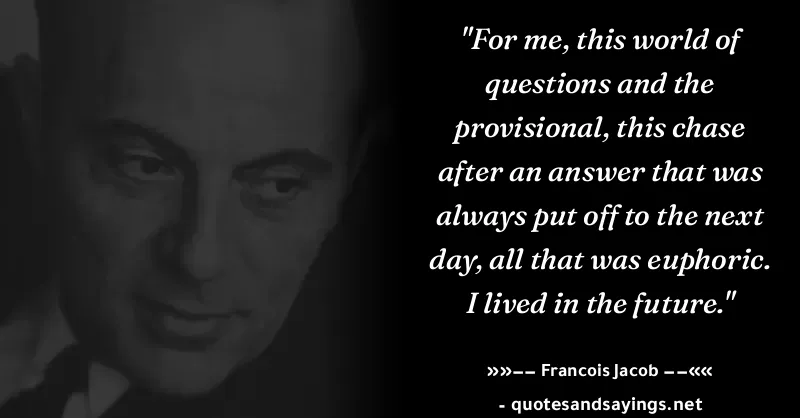 "For me, this world of
questions and the
provisional, this chase
after an answer that was
always put off to the next
day, all that was euphoric.
I lived in the future."
»»−− Francois Jacob −−««
- quotesandsayings.net